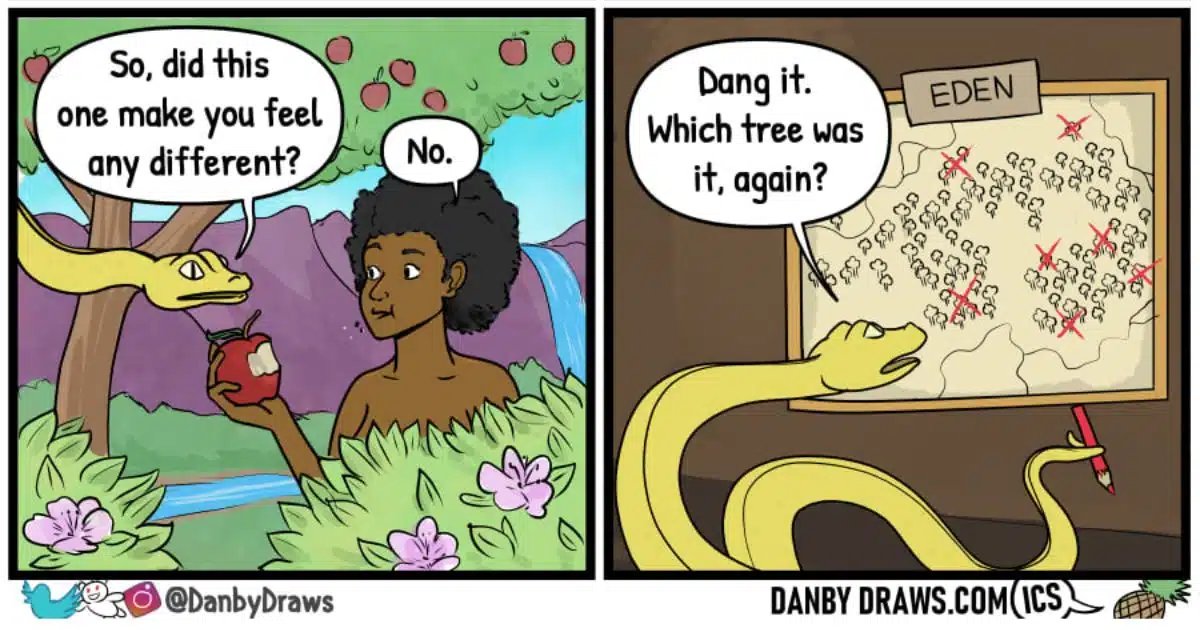 So, did this
one make you feel
any different?
No.
Dang it.
Which tree was
it, again?
EDEN
@DanbyDraws
DANBY DRAWS.COM(ICS